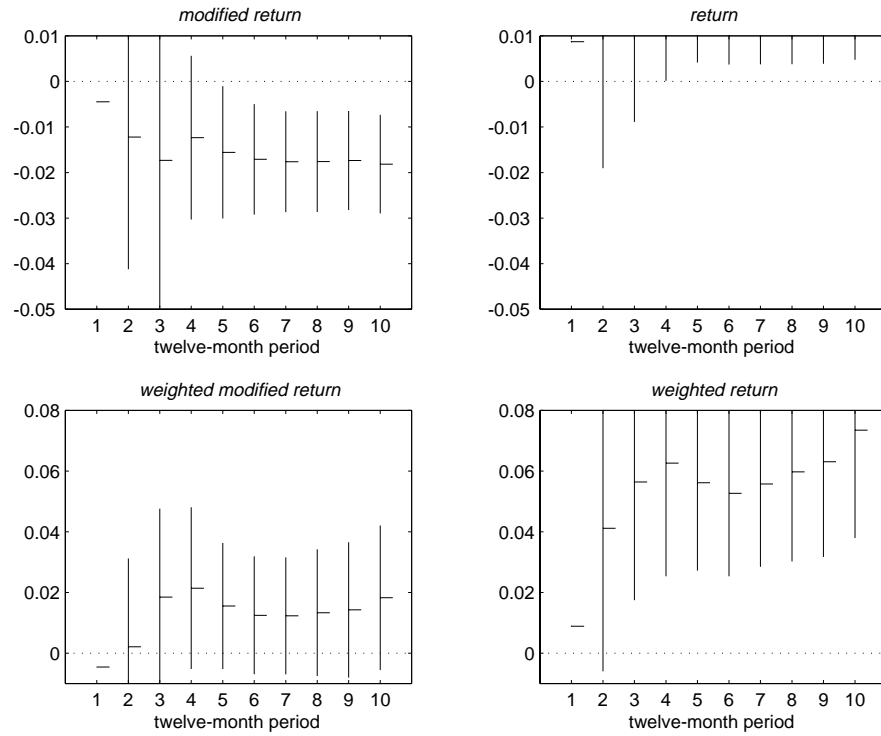 modified return
0.01
0
-0.01
-0.02
-0.03
-0.04
-0.05
1 2 3 4 5 6 7 8 9 10
twelve-month period
return
0.01
0
-0.01
-0.02
-0.03
-0.04
-0.05
1 2 3 4 5 6 7 8 9 10
twelve-month period
weighted modified return
0.08
0.06
0.04
0.02
0
1 2 3 4 5 6 7 8 9 10
twelve-month period
weighted return
0.08
0.06
0.04
0.02
0
1 2 3 4 5 6 7 8 9 10
twelve-month period